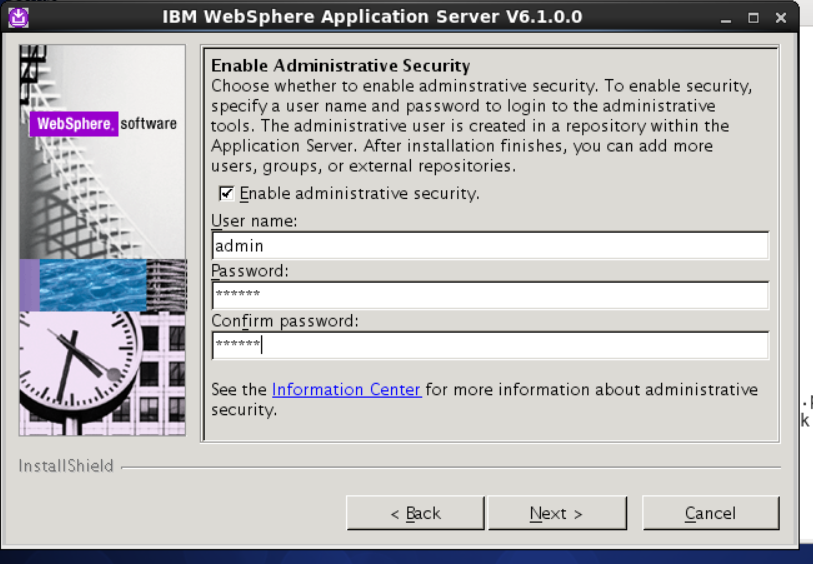 IBM WebSphere Application Server V6.1.0.0
WebSphere. software
Enable Administrative Security
Choose whether to enable adminstrative security. To enable security,
specify a user name and password to login to the administrative
tools. The administrative user is created in a repository within the
Application Server. After installation finishes, you can add more
users, groups, or external repositories.
Enable administrative security.
User name:
admin
Password:
******
Confirm password:
******
See the Information Center for more information about administrative
security.
InstallShield
< Back
Next >
Cancel